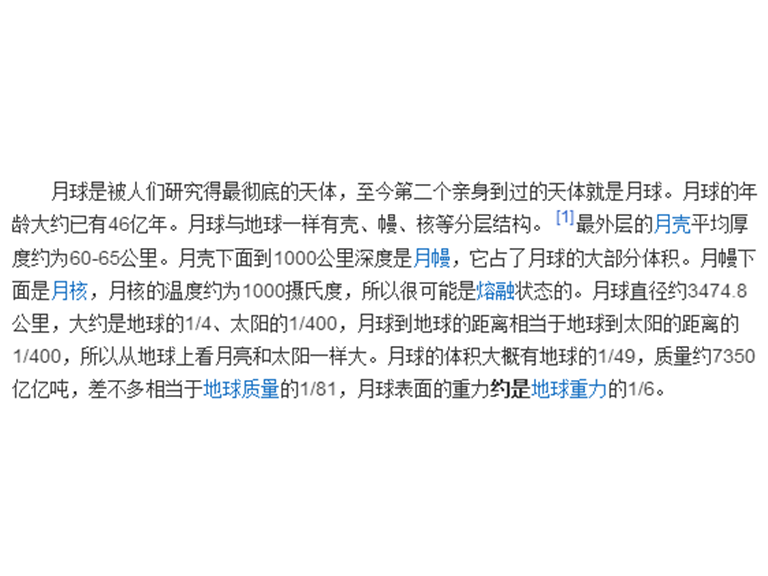 月球是被人们研究得最彻底的天体，至今第二个亲身到过的天体就是月球。月球的年
龄大约已有46亿年。月球与地球一样有壳、幔、核等分层结构。[1]最外层的月壳平均厚
度约为60-65公里。月壳下面到1000公里深度是月幔，它占了月球的大部分体积。月幔下
面是月核，月核的温度约为1000摄氏度，所以很可能是熔融状态的。月球直径约3474.8
公里，大约是地球的1/4、太阳的1/400，月球到地球的距离相当于地球到太阳的距离的
1/400，所以从地球上看月亮和太阳一样大。月球的体积大概有地球的1/49，质量约7350
亿亿吨，差不多相当于地球质量的1/81，月球表面的重力约是地球重力的1/6。